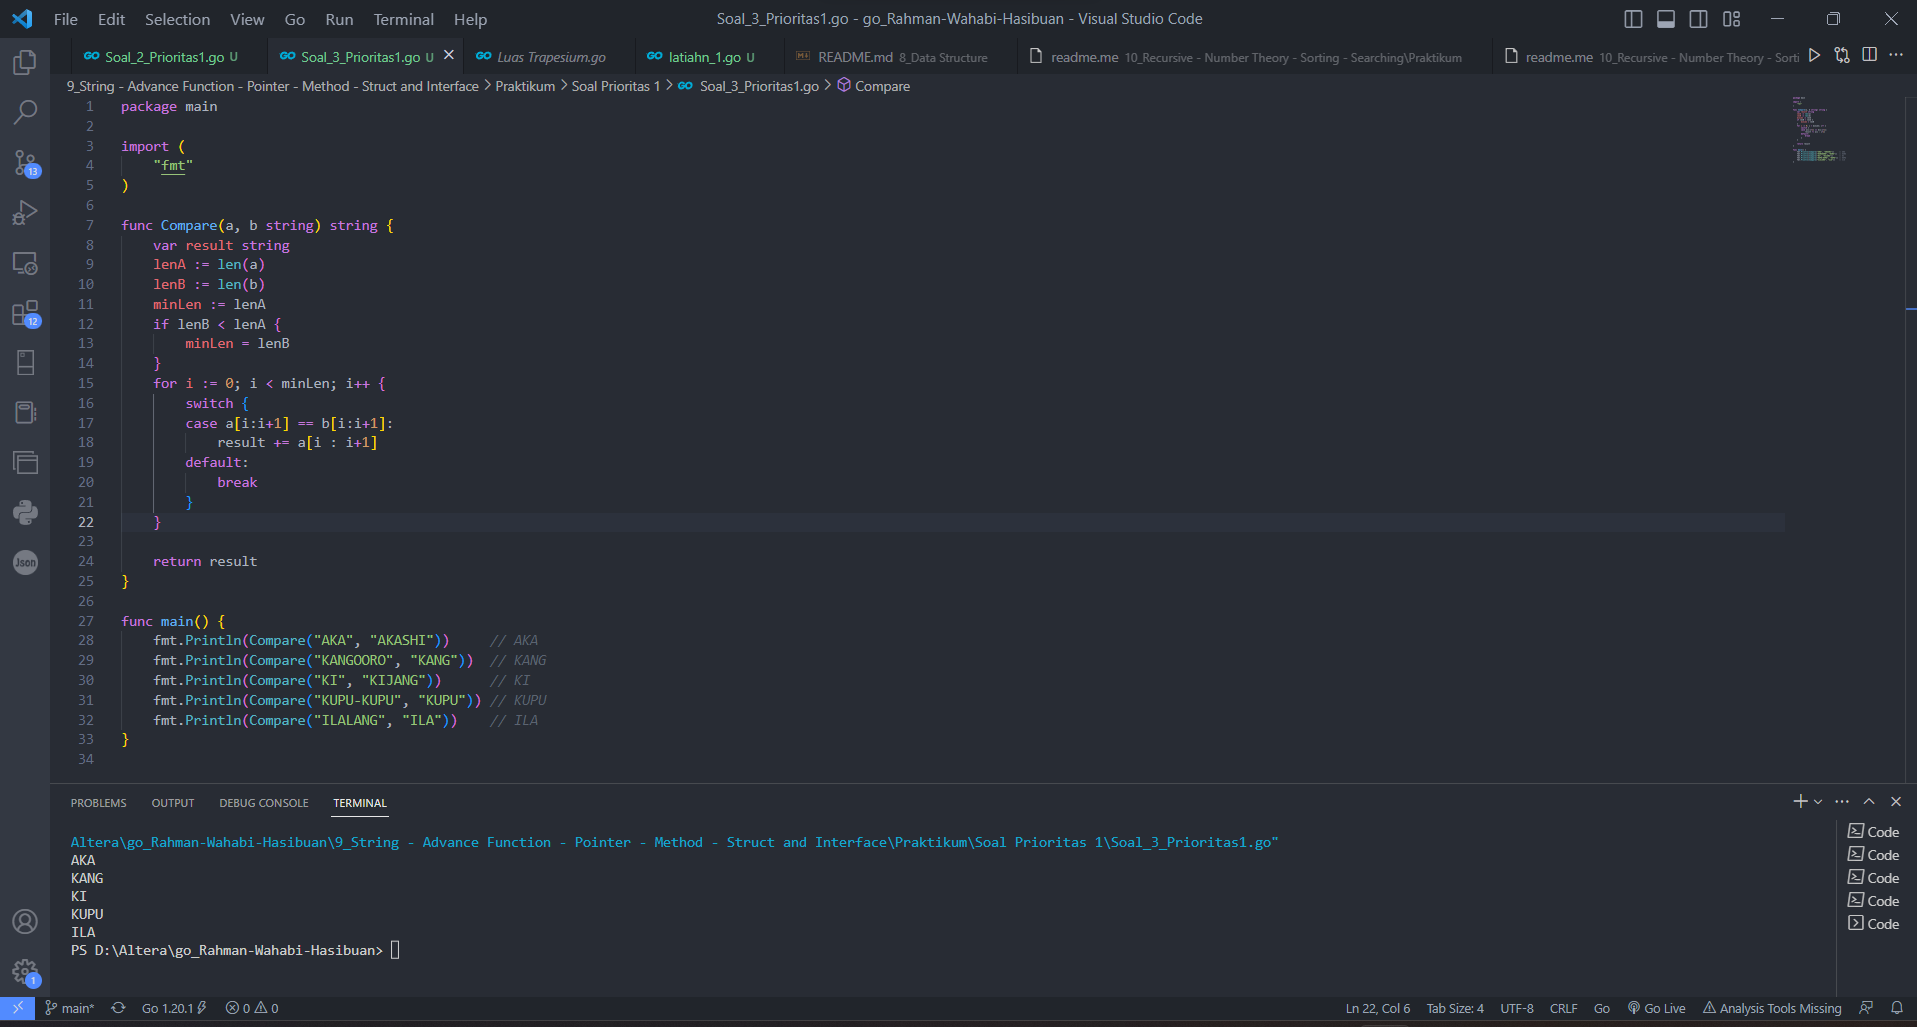 File Edit Selection View Go Run Terminal Help
Soal_3_Prioritas1.go - go_Rahman-Wahabi-Hasibuan - Visual Studio Code
GO Soal_2_Prioritas1.go U
GO Soal_3_Prioritas1.go U
GO Luas Trapesium.go
GO latiahn_1.go U
README.md 8_Data Structure
readme.me 10_Recursive - Number Theory - Sorting - Searching\Praktikum
readme.me 10_Recursive - Number Theory - Sorti
9_String - Advance Function - Pointer - Method - Struct and Interface > Praktikum > Soal Prioritas 1 > GO Soal_3_Prioritas1.go > Compare
1 package main
2
3 import (
4 "fmt"
5 )
6
7 func Compare(a, b string) string {
8 var result string
9 lenA := len(a)
10 lenB := len(b)
11 minLen := lenA
12 if lenB < lenA {
13 minLen = lenB
14 }
15 for i := 0; i < minLen; i++ {
16 switch {
17 case a[i:i+1] == b[i:i+1]:
18 result += a[i : i+1]
19 default:
20 break
21 }
22 }
23
24 return result
25 }
26
27 func main() {
28 fmt.Println(Compare("AKA", "AKASHI")) // AKA
29 fmt.Println(Compare("KANGOORO", "KANG")) // KANG
30 fmt.Println(Compare("KI", "KIJANG")) // KI
31 fmt.Println(Compare("KUPU-KUPU", "KUPU")) // KUPU
32 fmt.Println(Compare("ILALANG", "ILA")) // ILA
33 }
34
13
12
Json
1
PROBLEMS OUTPUT DEBUG CONSOLE TERMINAL
Altera\go_Rahman-Wahabi-Hasibuan\9_String - Advance Function - Pointer - Method - Struct and Interface\Praktikum\Soal Prioritas 1\Soal_3_Prioritas1.go"
AKA
KANG
KI
KUPU
ILA
PS D:\Altera\go_Rahman-Wahabi-Hasibuan>
Code
Code
Code
Code
Code
main* Go 1.20.1 0 0
Ln 22, Col 6 Tab Size: 4 UTF-8 CRLF Go Go Live Analysis Tools Missing